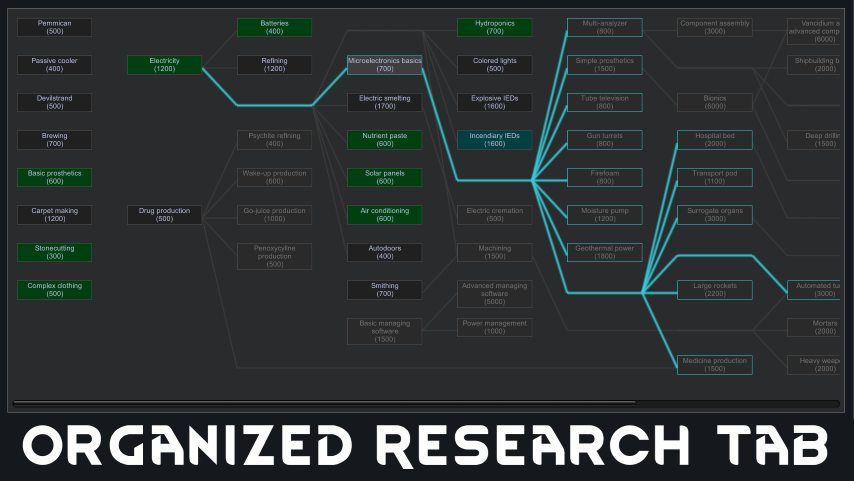 Pemmican
(500)
Passive cooler
(400)
Devilstrand
(500)
Brewing
(700)
Basic prosthetics
(600)
Carpet making
(1200)
Stonecutting
(300)
Complex clothing
(500)
Electricity
(1200)
Drug production
(500)
Batteries
(400)
Refining
(1200)
Psychite refining
(400)
Wake-up production
(600)
Go-juice production
(1000)
Penoxycyline
production
(500)
Microelectronics basics
(700)
Electric smelting
(1700)
Nutrient paste
(600)
Solar panels
(600)
Air conditioning
(600)
Autodoors
(400)
Smithing
(700)
Basic managing
software
(1500)
Hydroponics
(700)
Colored lights
(500)
Explosive IEDs
(1600)
Incendiary IEDs
(1600)
Electric cremation
(500)
Machining
(1500)
Advanced managing
software
(5000)
Power management
(1000)
Multi-analyzer
(800)
Simple prosthetics
(1500)
Tube television
(800)
Gun turrets
(800)
Firefoam
(800)
Moisture pump
(1200)
Geothermal power
(1800)
Component assembly
(3000)
Bionics
(6000)
Hospital bed
(2000)
Transport pod
(1100)
Surrogate organs
(3000)
Large rockets
(2200)
Medicine production
(1500)
Vancidium a
advanced comp
(6000)
Shipbuilding b
(2000)
Deep drillin
(1500)
Automated tu
(3000)
Mortars
(2000)
Heavy weap
(2000)
ORGANIZED RESEARCH TAB